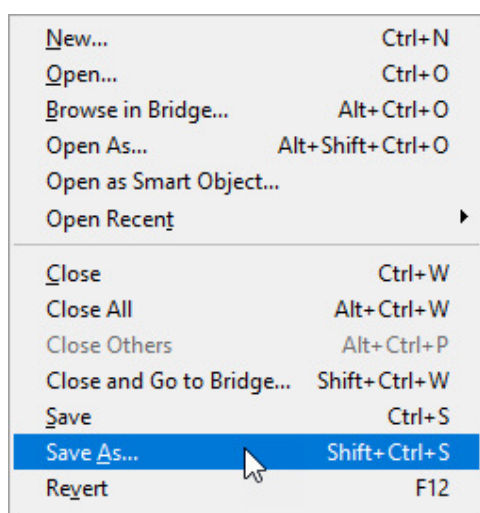 New... Ctrl+N
Open... Ctrl+O
Browse in Bridge... Alt+Ctrl+O
Open As... Alt+Shift+Ctrl+O
Open as Smart Object...
Open Recent
Close Ctrl+W
Close All Alt+Ctrl+W
Close Others Alt+Ctrl+P
Close and Go to Bridge... Shift+Ctrl+W
Save Ctrl+S
Save As... Shift+Ctrl+S
Revert F12